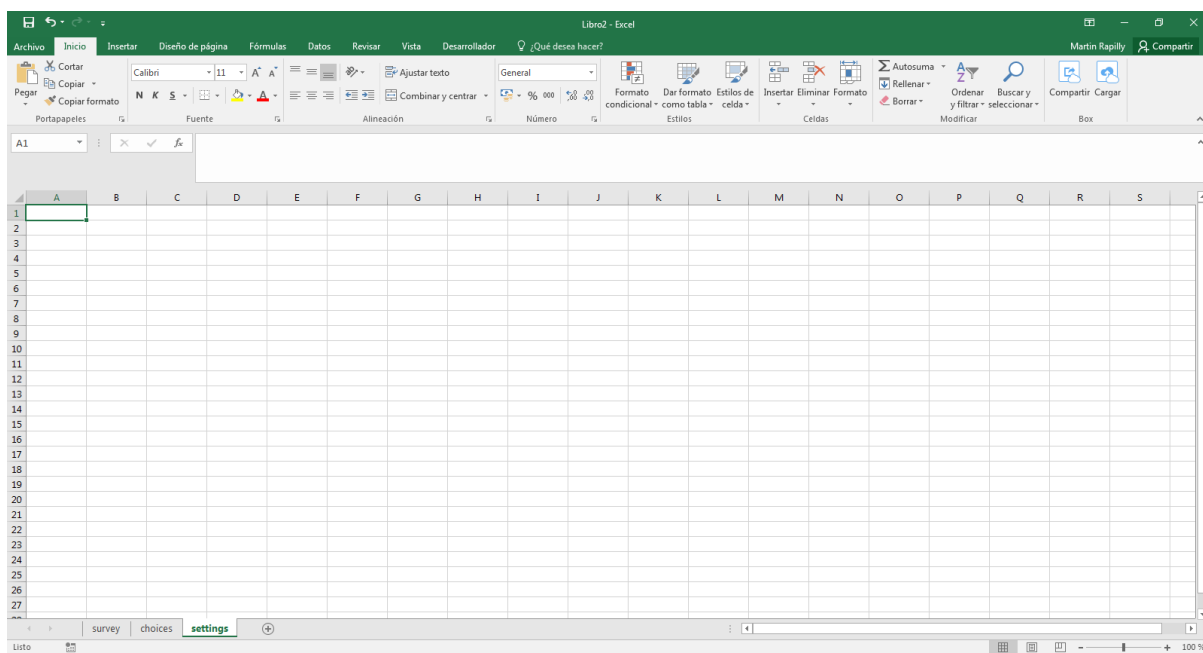 Libro2 - Excel
Archivo Inicio Insertar Diseño de página Fórmulas Datos Revisar Vista Desarrollador ¿Qué desea hacer? Martin Rapilly Compartir
Pegar
Cortar
Copiar
Copiar formato
Portapapeles
Calibri 11
N K S
Fuente
Ajustar texto
Combinar y centrar
Alineación
General
% 000
Número
Formato condicional
Dar formato como tabla
Estilos de celda
Estilos
Insertar Eliminar Formato
Celdas
Autosuma
Rellenar
Borrar
Ordenar y filtrar
Buscar y seleccionar
Modificar
Compartir Cargar
Box
A1 fx
A B C D E F G H I J K L M N O P Q R S
1
2
3
4
5
6
7
8
9
10
11
12
13
14
15
16
17
18
19
20
21
22
23
24
25
26
27
survey choices settings
Listo 100 %